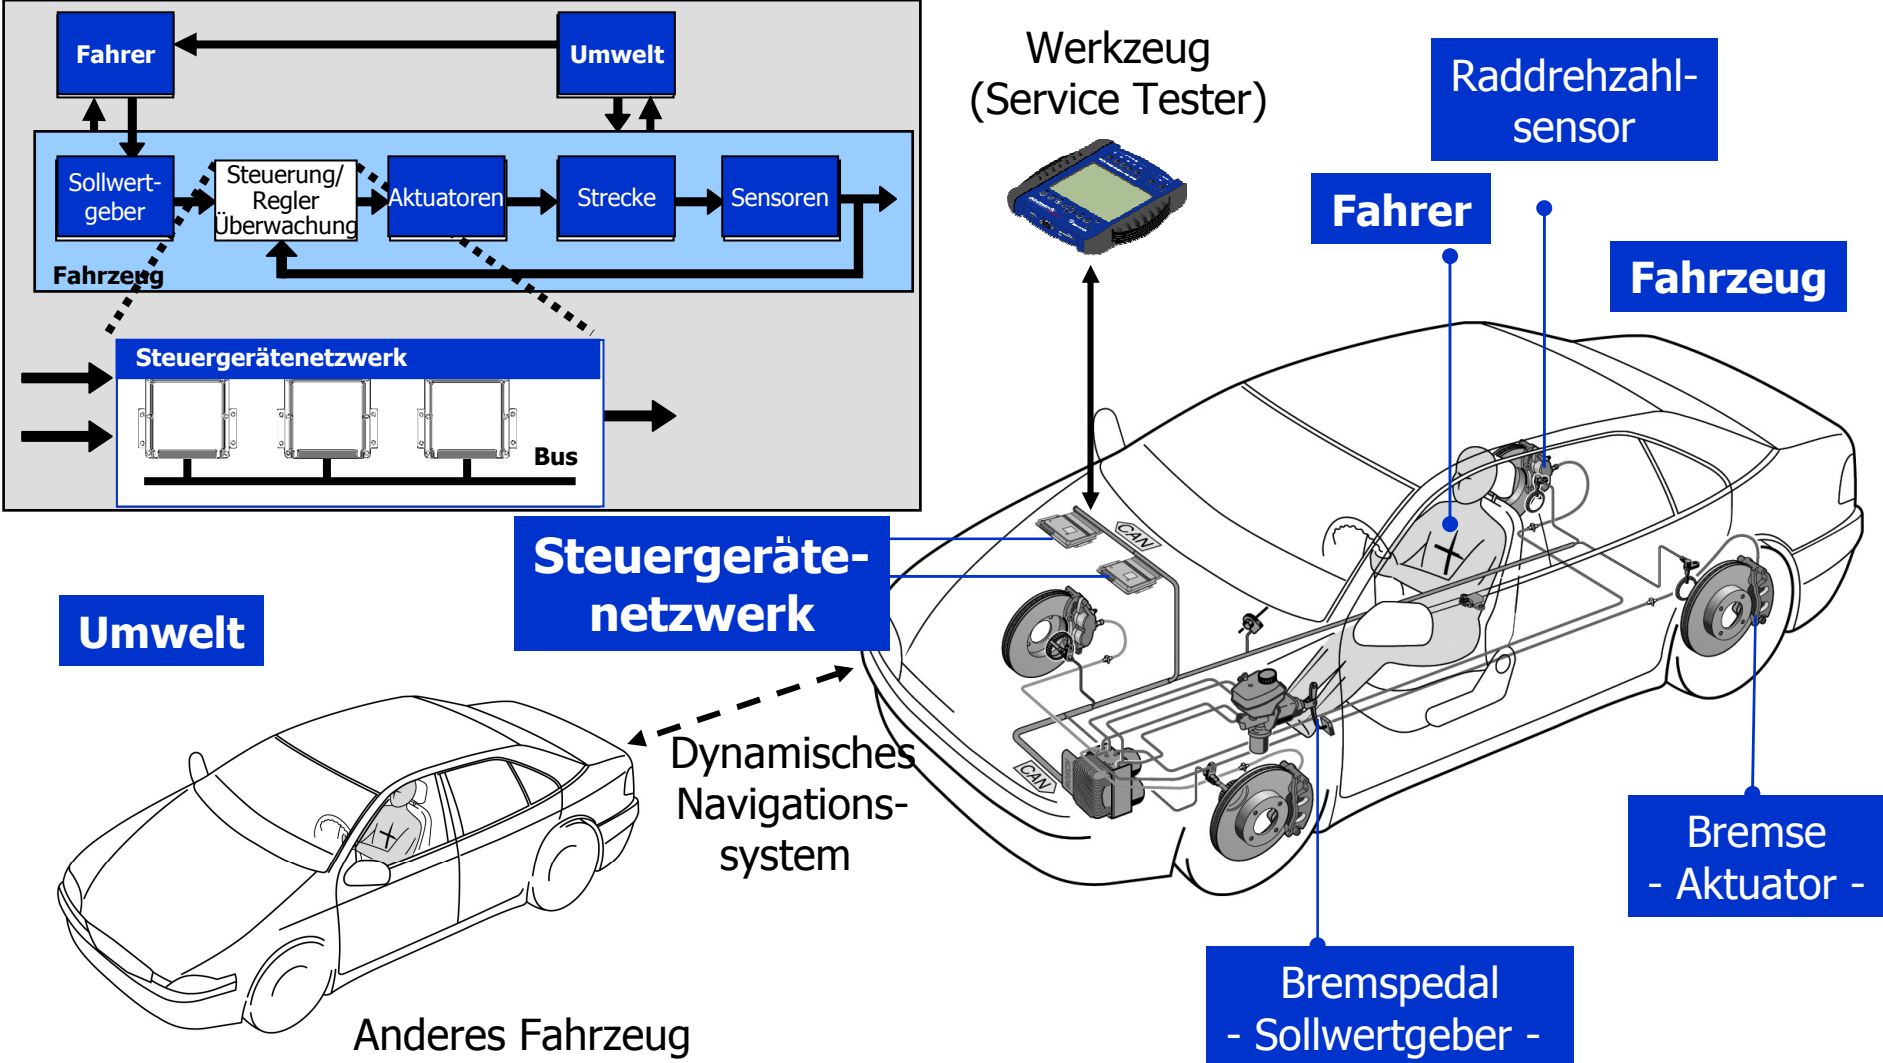 Fahrer
Umwelt
Sollwert-
geber
Steuerung/
Regler
Überwachung
Aktuatoren
Strecke
Sensoren
Fahrzeug
Steuergerätenetzwerk
Bus
Werkzeug
(Service Tester)
Raddrehzahl-
sensor
Fahrer
Fahrzeug
CAN
Steuergeräte-
netzwerk
Umwelt
Dynamisches
Navigations-
system
CAN
Bremse
- Aktuator -
Bremspedal
- Sollwertgeber -
Anderes Fahrzeug